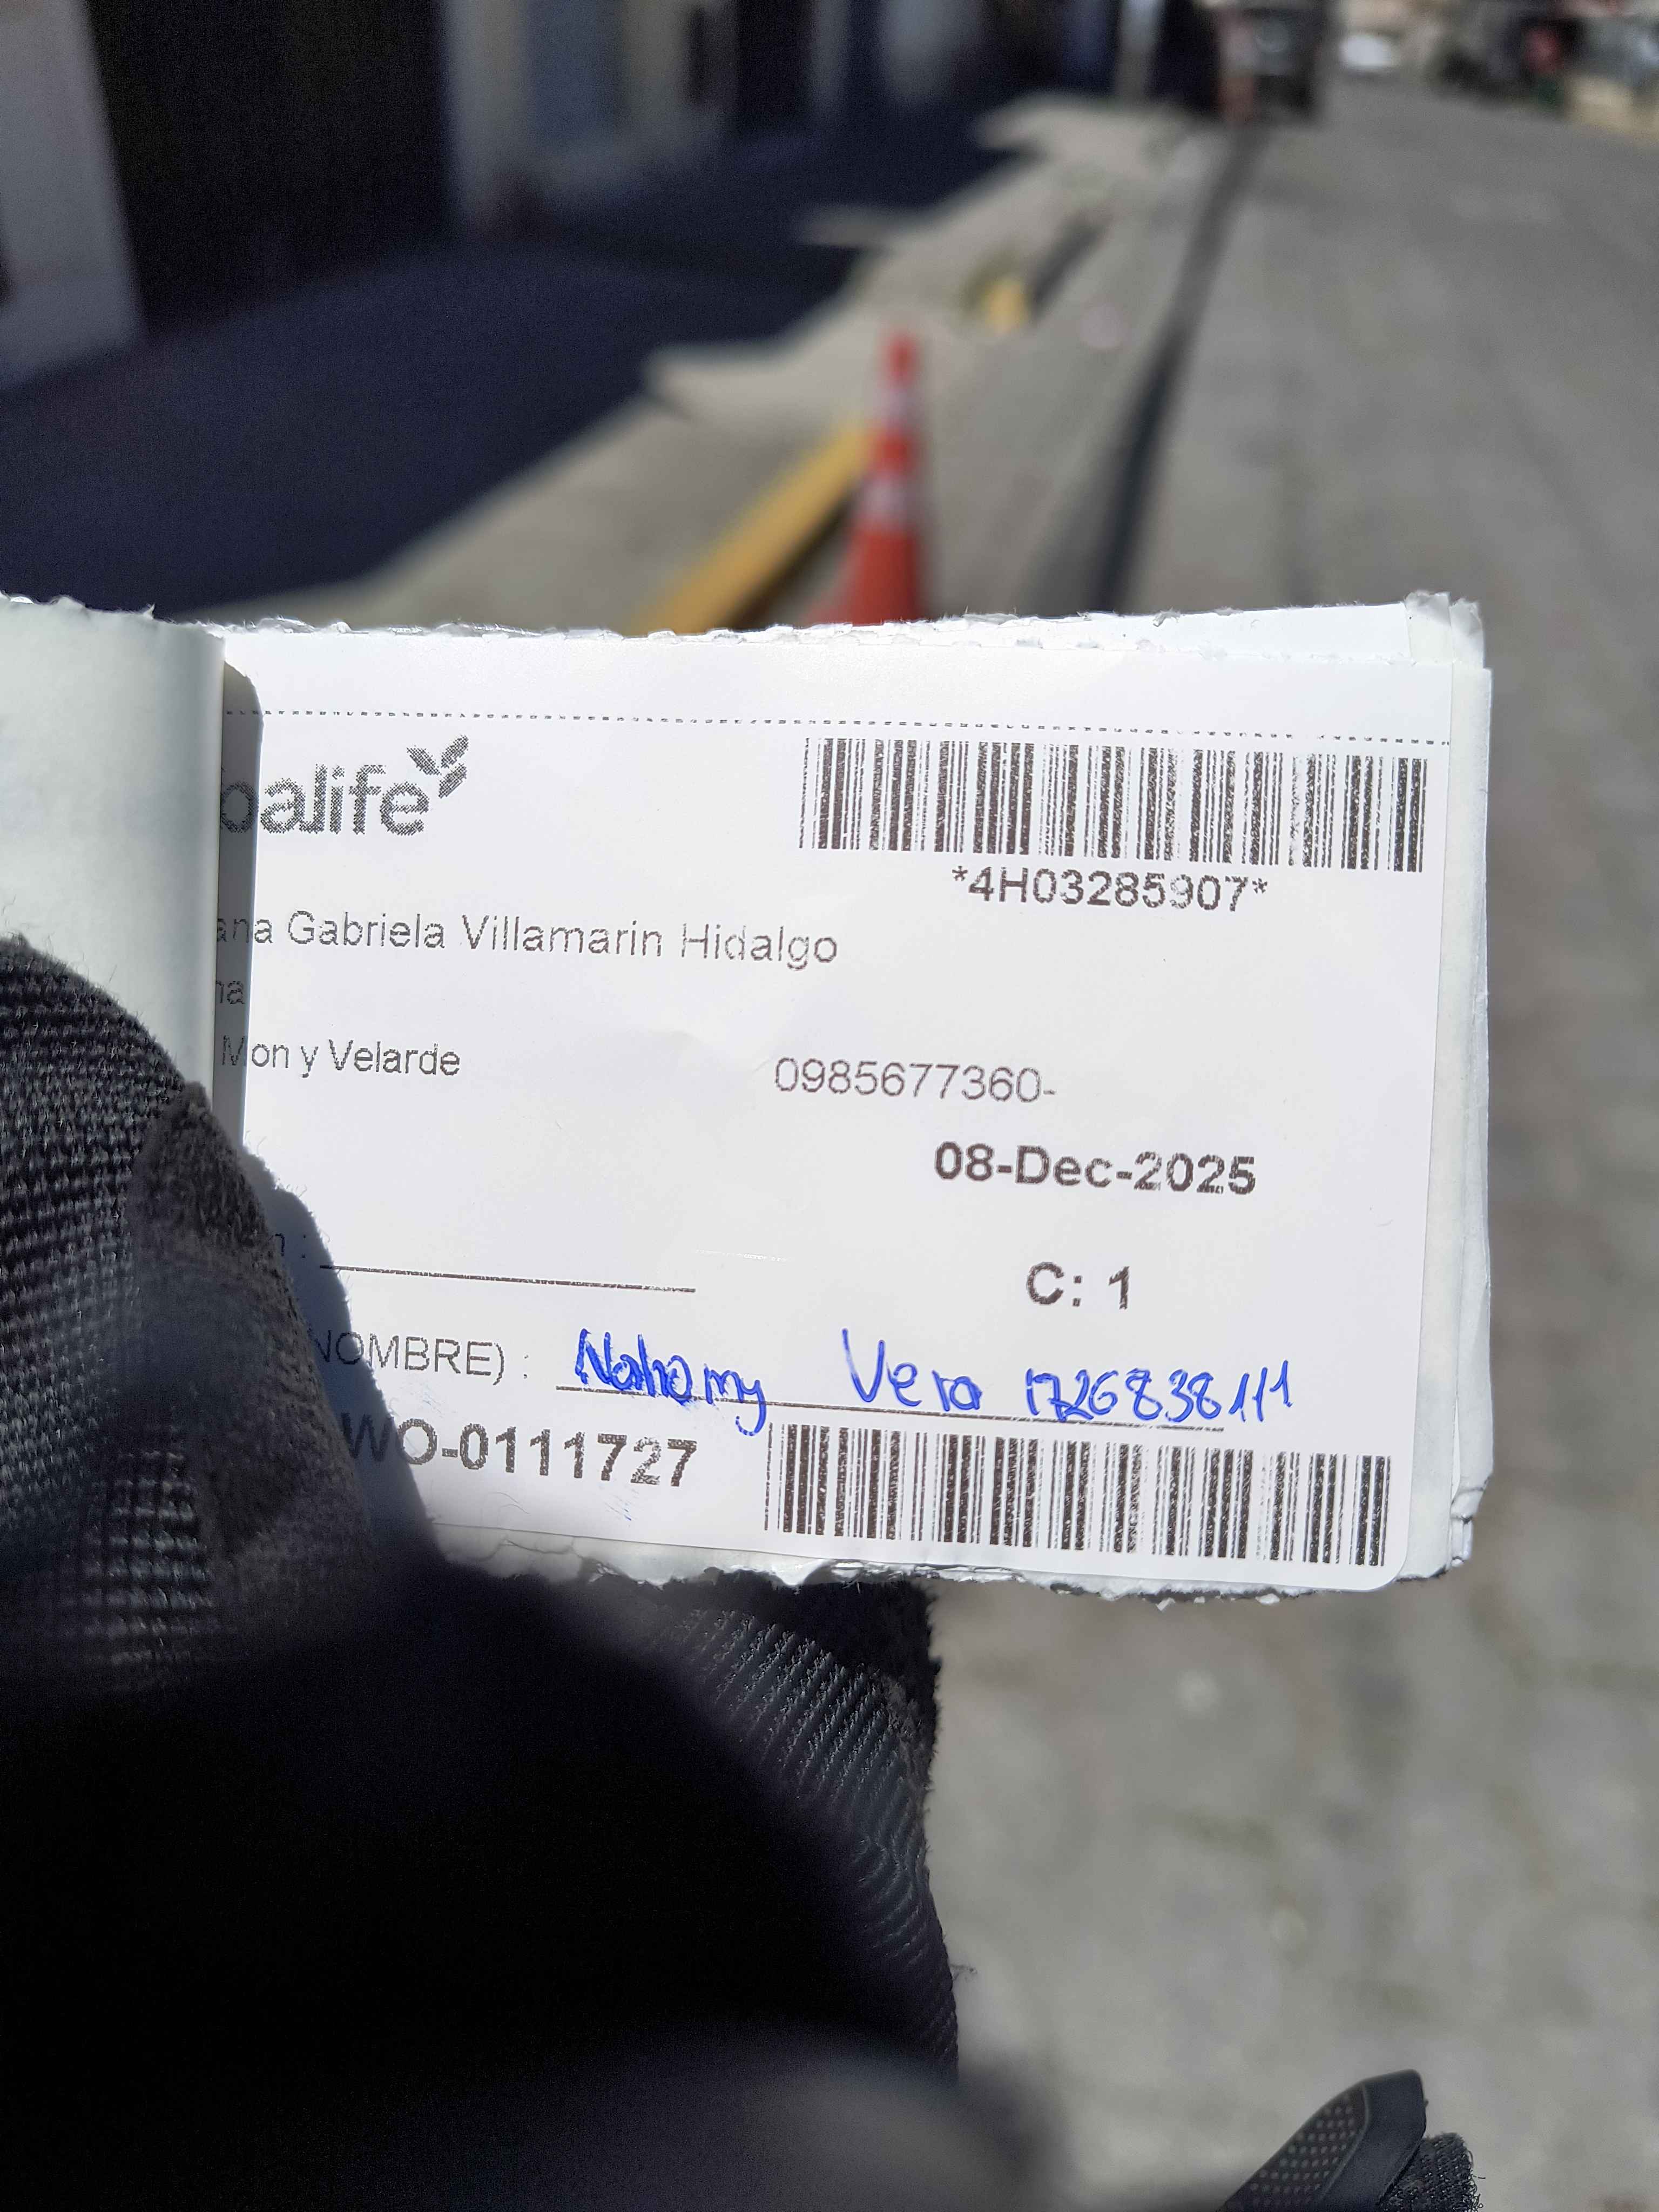 balife
*4H03285907*
ana Gabriela Villamarin Hidalgo
na
Mon y Velarde
0985677360-
08-Dec-2025
n :
C: 1
NOMBRE) : Nahomy Vera 1726838111
WO-0111727